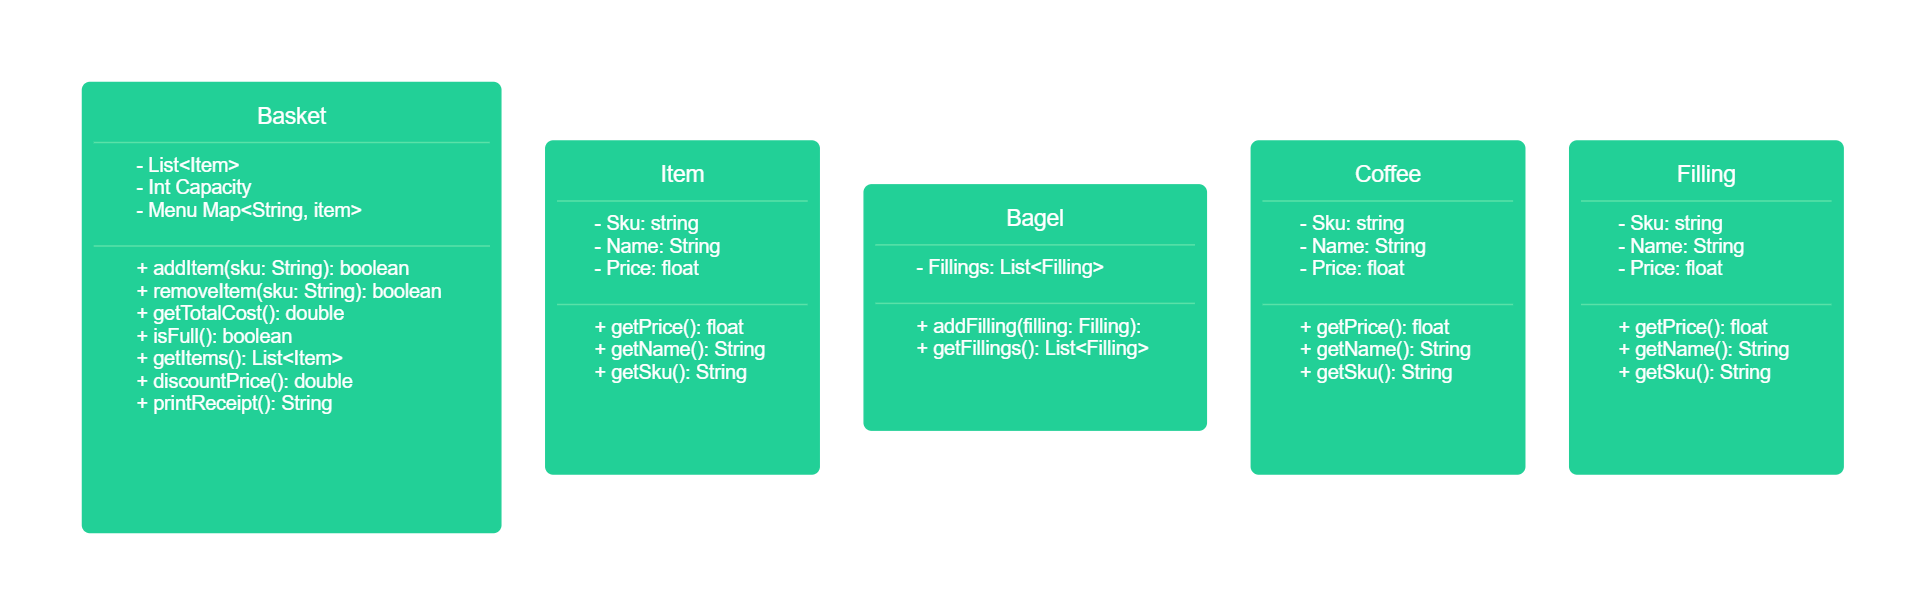 Basket
- List<Item>
- Int Capacity
- Menu Map<String, item>
+ addItem(sku: String): boolean
+ removeItem(sku: String): boolean
+ getTotalCost(): double
+ isFull(): boolean
+ getItems(): List<Item>
+ discountPrice(): double
+ printReceipt(): String
Item
- Sku: string
- Name: String
- Price: float
+ getPrice(): float
+ getName(): String
+ getSku(): String
Bagel
- Fillings: List<Filling>
+ addFilling(filling: Filling):
+ getFillings(): List<Filling>
Coffee
- Sku: string
- Name: String
- Price: float
+ getPrice(): float
+ getName(): String
+ getSku(): String
Filling
- Sku: string
- Name: String
- Price: float
+ getPrice(): float
+ getName(): String
+ getSku(): String